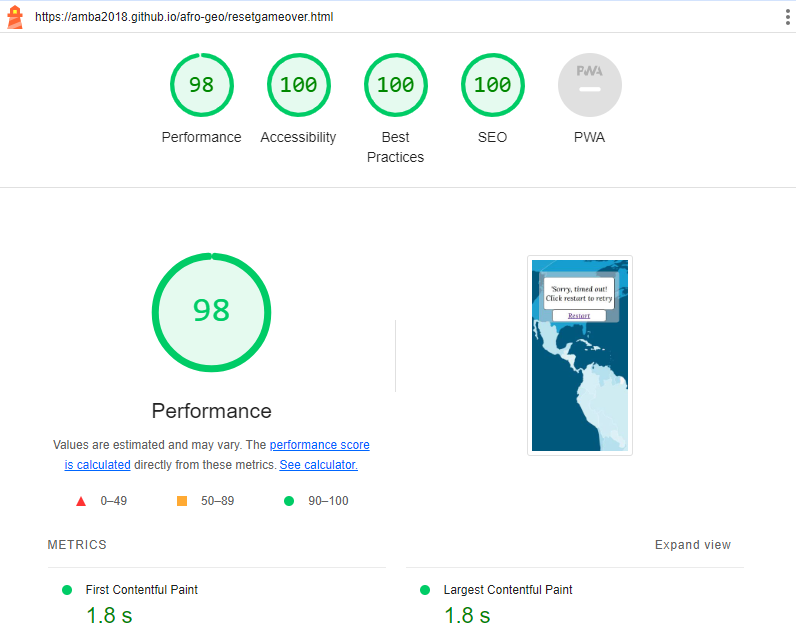 https://amba2018.github.io/afro-geo/resetgameover.html
98
100
100
100
PWA
Performance
Accessibility
Best
Practices
SEO
PWA
98
Performance
Values are estimated and may vary. The performance score
is calculated directly from these metrics. See calculator.
0–49
50–89
90–100
'Sorry, timed out!
Click restart to retry
Restart
METRICS
Expand view
First Contentful Paint
1.8 s
Largest Contentful Paint
1.8 s